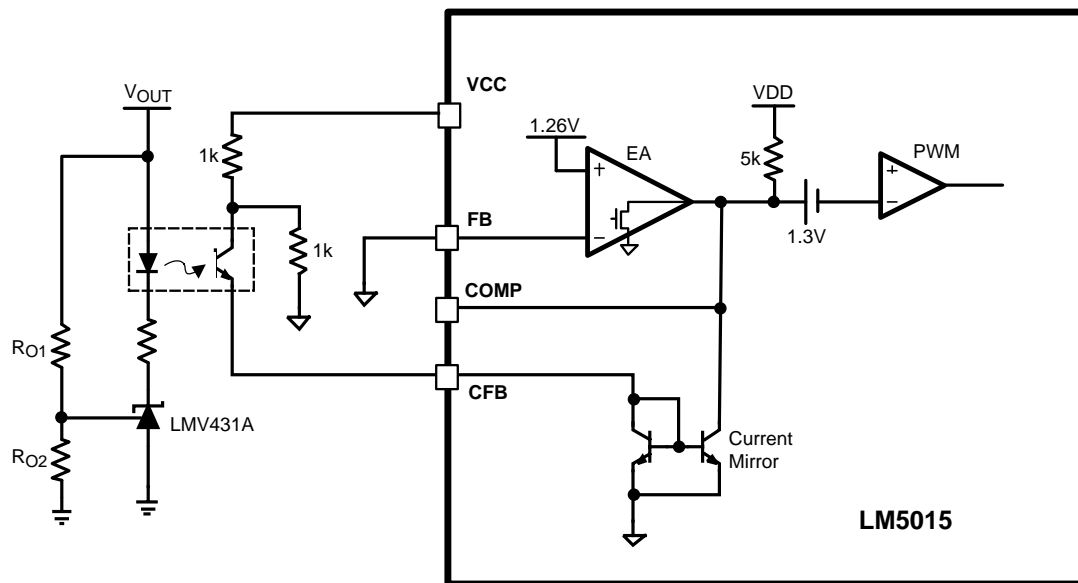 VCC
VOUT
VDD
1.26V
EA
PWM
1k
5k
+
+
FB
1k
−
−
1.3V
COMP
RO1
CFB
LMV431A
Current
Mirror
RO2
LM5015